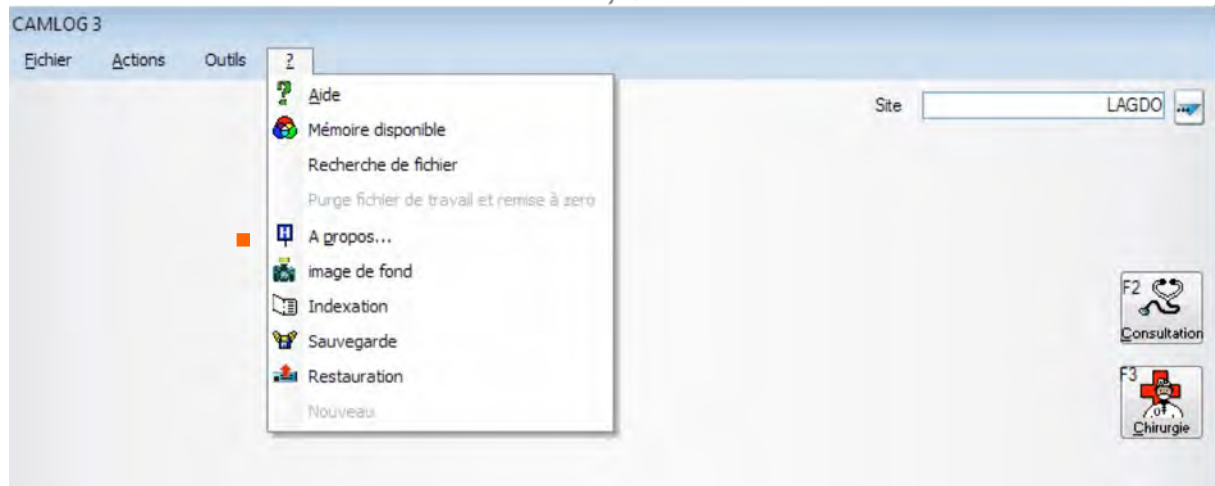 CAMLOG 3
Fichier Actions Outils ?
Aide
Site LAGDO
Mémoire disponible
Recherche de fichier
Purge fichier de travail et remise à zero
A propos...
image de fond
Indexation
Sauvegarde
Restauration
Nouveau
F2
Consultation
F3
Chirurgie